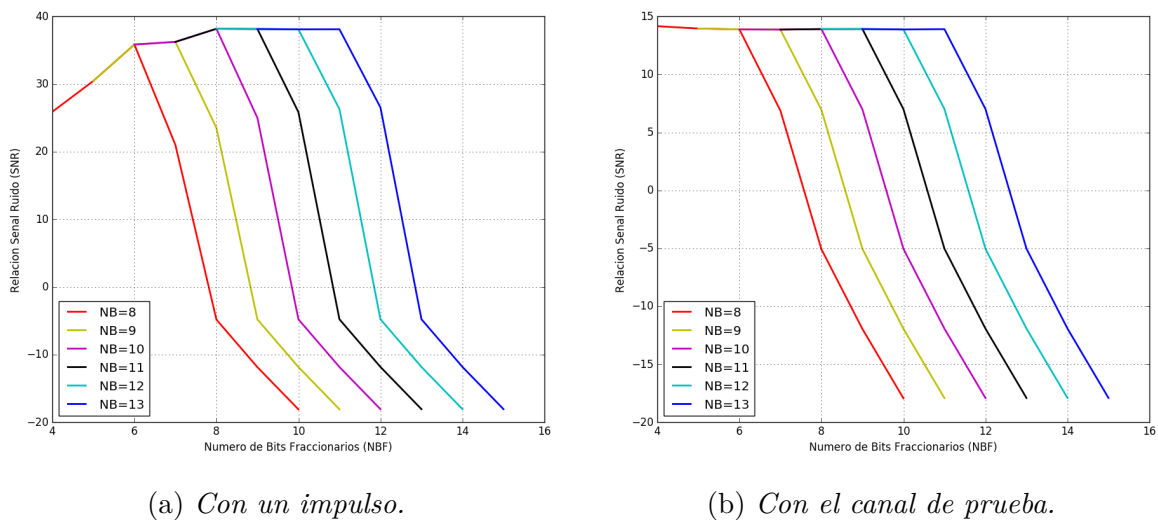 40
30
20
10
0
−10
−20
4
6
8
10
12
14
16
Relacion Senal Ruido (SNR)
Numero de Bits Fraccionarios (NBF)
NB=8
NB=9
NB=10
NB=11
NB=12
NB=13
(a) Con un impulso.
15
10
5
0
−5
−10
−15
−20
4
6
8
10
12
14
16
Relacion Senal Ruido (SNR)
Numero de Bits Fraccionarios (NBF)
NB=8
NB=9
NB=10
NB=11
NB=12
NB=13
(b) Con el canal de prueba.